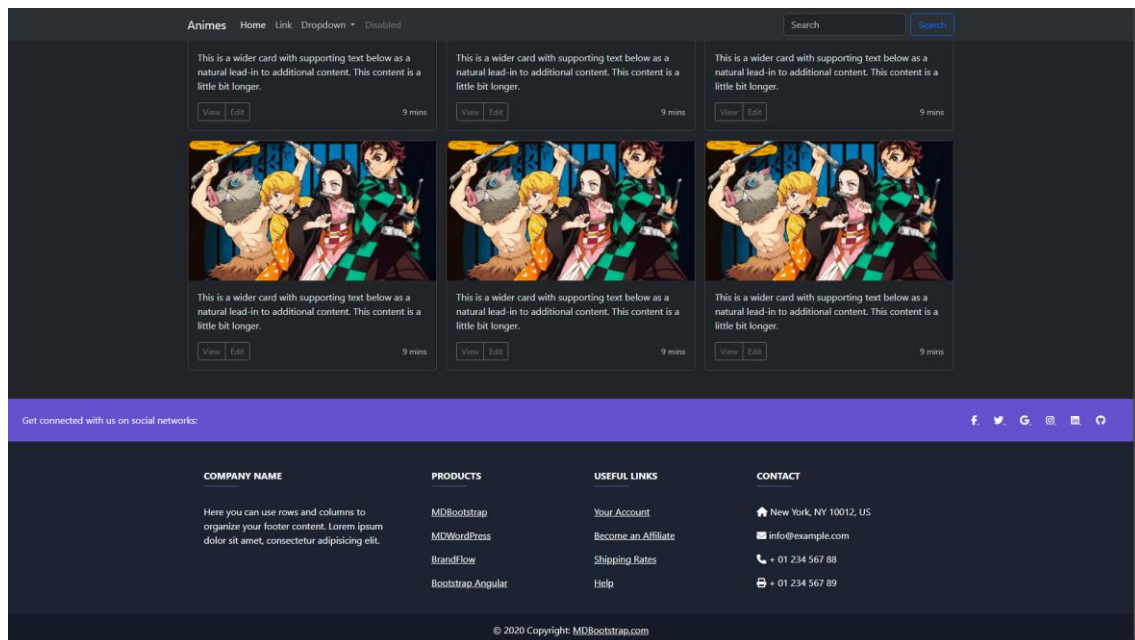 Animes Home Link Dropdown Disabled Search Search
This is a wider card with supporting text below as a
natural lead-in to additional content. This content is a
little bit longer.
View Edit 9 mins
This is a wider card with supporting text below as a
natural lead-in to additional content. This content is a
little bit longer.
View Edit 9 mins
This is a wider card with supporting text below as a
natural lead-in to additional content. This content is a
little bit longer.
View Edit 9 mins
This is a wider card with supporting text below as a
natural lead-in to additional content. This content is a
little bit longer.
View Edit 9 mins
This is a wider card with supporting text below as a
natural lead-in to additional content. This content is a
little bit longer.
View Edit 9 mins
This is a wider card with supporting text below as a
natural lead-in to additional content. This content is a
little bit longer.
View Edit 9 mins
Get connected with us on social networks:
COMPANY NAME
Here you can use rows and columns to
organize your footer content. Lorem ipsum
dolor sit amet, consectetur adipisicing elit.
PRODUCTS
MDBootstrap
MDWordPress
BrandFlow
Bootstrap Angular
USEFUL LINKS
Your Account
Become an Affiliate
Shipping Rates
Help
CONTACT
New York, NY 10012, US
info@example.com
+ 01 234 567 88
+ 01 234 567 89
© 2020 Copyright: MDBootstrap.com